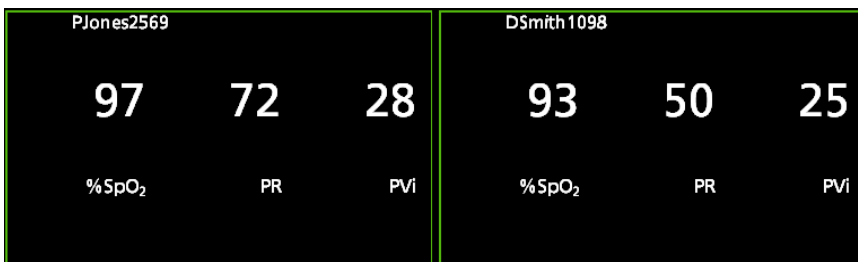 PJones2569
97 72 28
%SpO₂ PR PVi
DSmith1098
93 50 25
%SpO₂ PR PVi